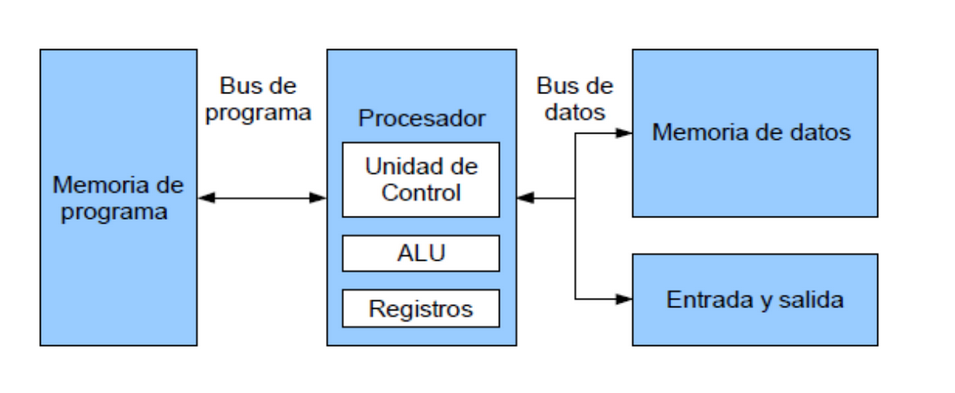 Memoria de
programa
Bus de
programa
Procesador
Unidad de
Control
ALU
Registros
Bus de
datos
Memoria de datos
Entrada y salida